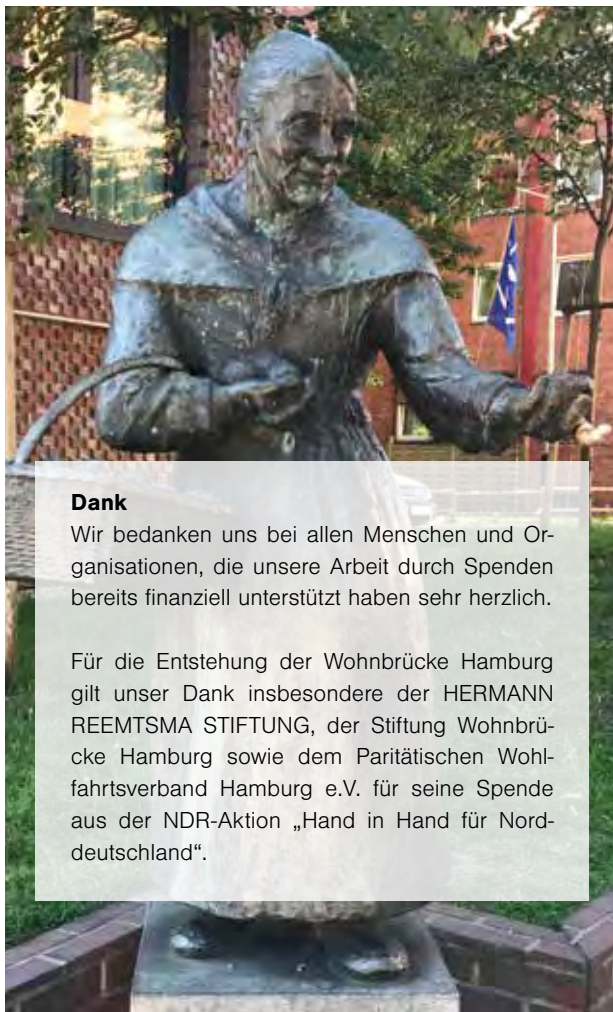 Dank
Wir bedanken uns bei allen Menschen und Or-
ganisationen, die unsere Arbeit durch Spenden
bereits finanziell unterstützt haben sehr herzlich.
Für die Entstehung der Wohnbrücke Hamburg
gilt unser Dank insbesondere der HERMANN
REEMTSMA STIFTUNG, der Stiftung Wohnbrü-
cke Hamburg sowie dem Paritätischen Wohl-
fahrtsverband Hamburg e.V. für seine Spende
aus der NDR-Aktion „Hand in Hand für Nord-
deutschland“.